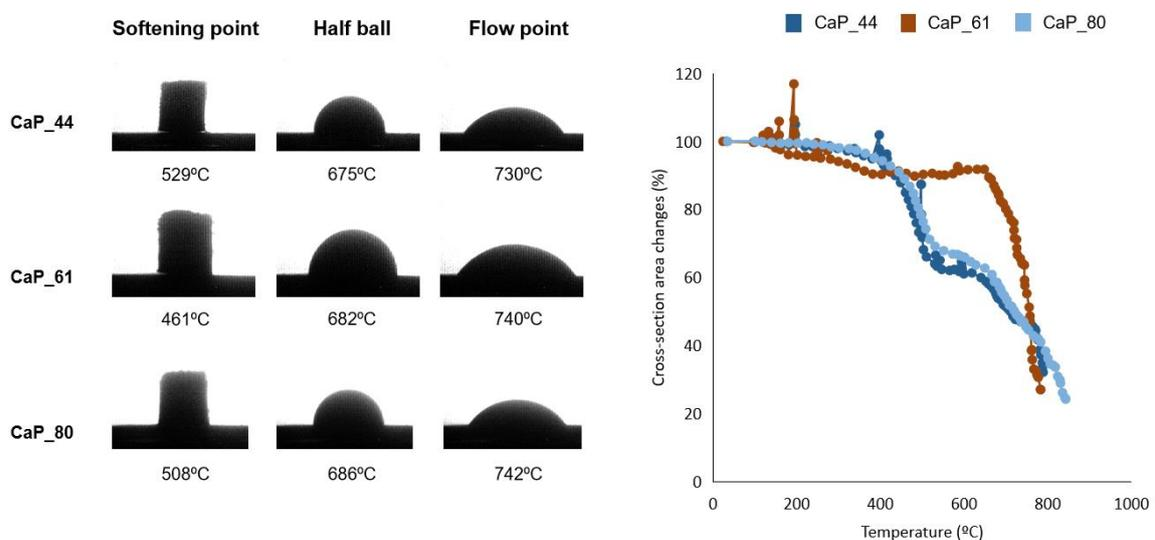 Softening point Half ball Flow point
CaP_44
529ºC 675ºC 730ºC
CaP_61
461ºC 682ºC 740ºC
CaP_80
508ºC 686ºC 742ºC
CaP_44 CaP_61 CaP_80
Cross-section area changes (%)
120
100
80
60
40
20
0
0 200 400 600 800 1000
Temperature (ºC)